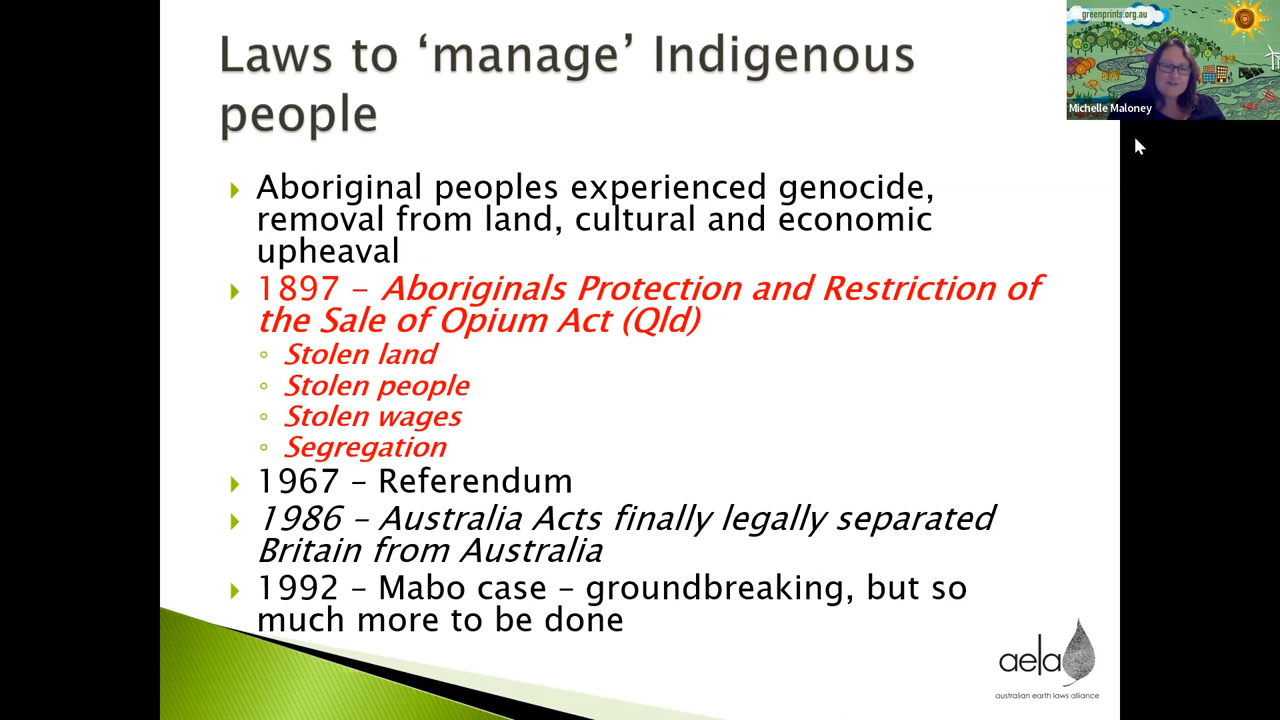 Laws to ‘manage’ Indigenous
people
Aboriginal peoples experienced genocide,
removal from land, cultural and economic
upheaval
1897 – Aboriginals Protection and Restriction of
the Sale of Opium Act (Qld)
Stolen land
Stolen people
Stolen wages
Segregation
1967 – Referendum
1986 – Australia Acts finally legally separated
Britain from Australia
1992 – Mabo case – groundbreaking, but so
much more to be done
aela
australian earth laws alliance
greenprints.org.au
Michelle Maloney